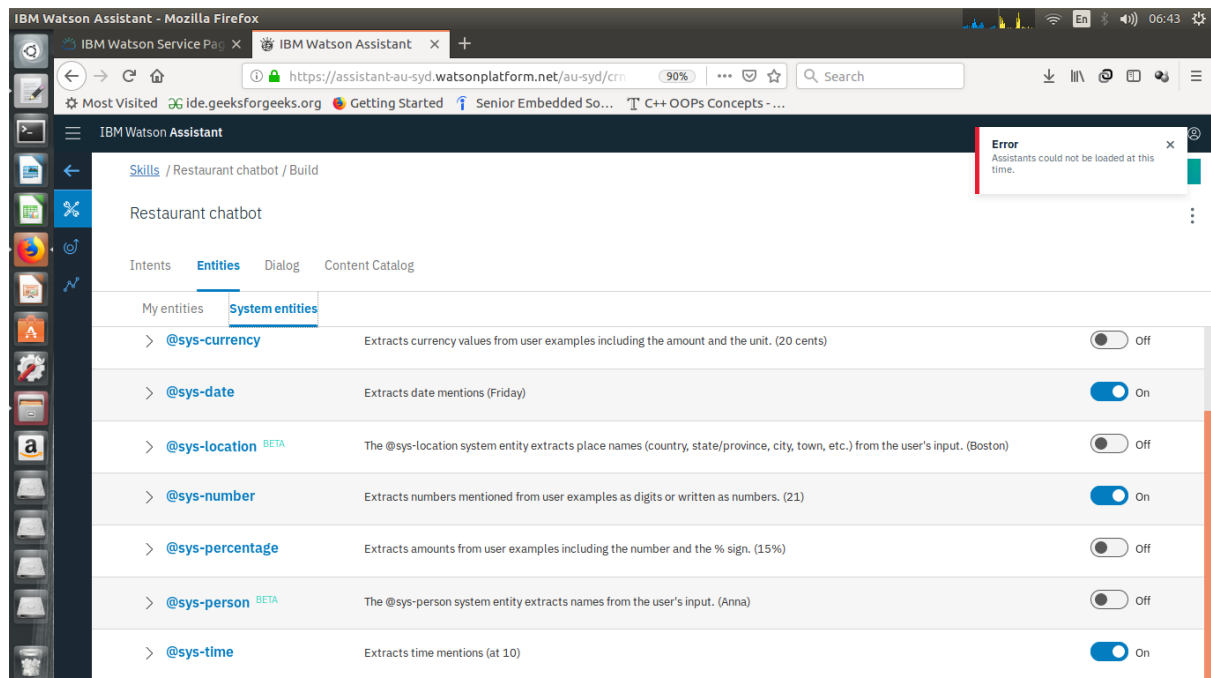 IBM Watson Assistant - Mozilla Firefox
En
06:43
IBM Watson Service Pag
IBM Watson Assistant
https://assistant-au-syd.watsonplatform.net/au-syd/crn
90%
Search
Most Visited
ide.geeksforgeeks.org
Getting Started
Senior Embedded So...
C++ OOPs Concepts - ...
IBM Watson Assistant
Error
Assistants could not be loaded at this
time.
Skills / Restaurant chatbot / Build
Restaurant chatbot
Intents
Entities
Dialog
Content Catalog
My entities
System entities
@sys-currency
Extracts currency values from user examples including the amount and the unit. (20 cents)
Off
@sys-date
Extracts date mentions (Friday)
On
@sys-location BETA
The @sys-location system entity extracts place names (country, state/province, city, town, etc.) from the user's input. (Boston)
Off
@sys-number
Extracts numbers mentioned from user examples as digits or written as numbers. (21)
On
@sys-percentage
Extracts amounts from user examples including the number and the % sign. (15%)
Off
@sys-person BETA
The @sys-person system entity extracts names from the user's input. (Anna)
Off
@sys-time
Extracts time mentions (at 10)
On